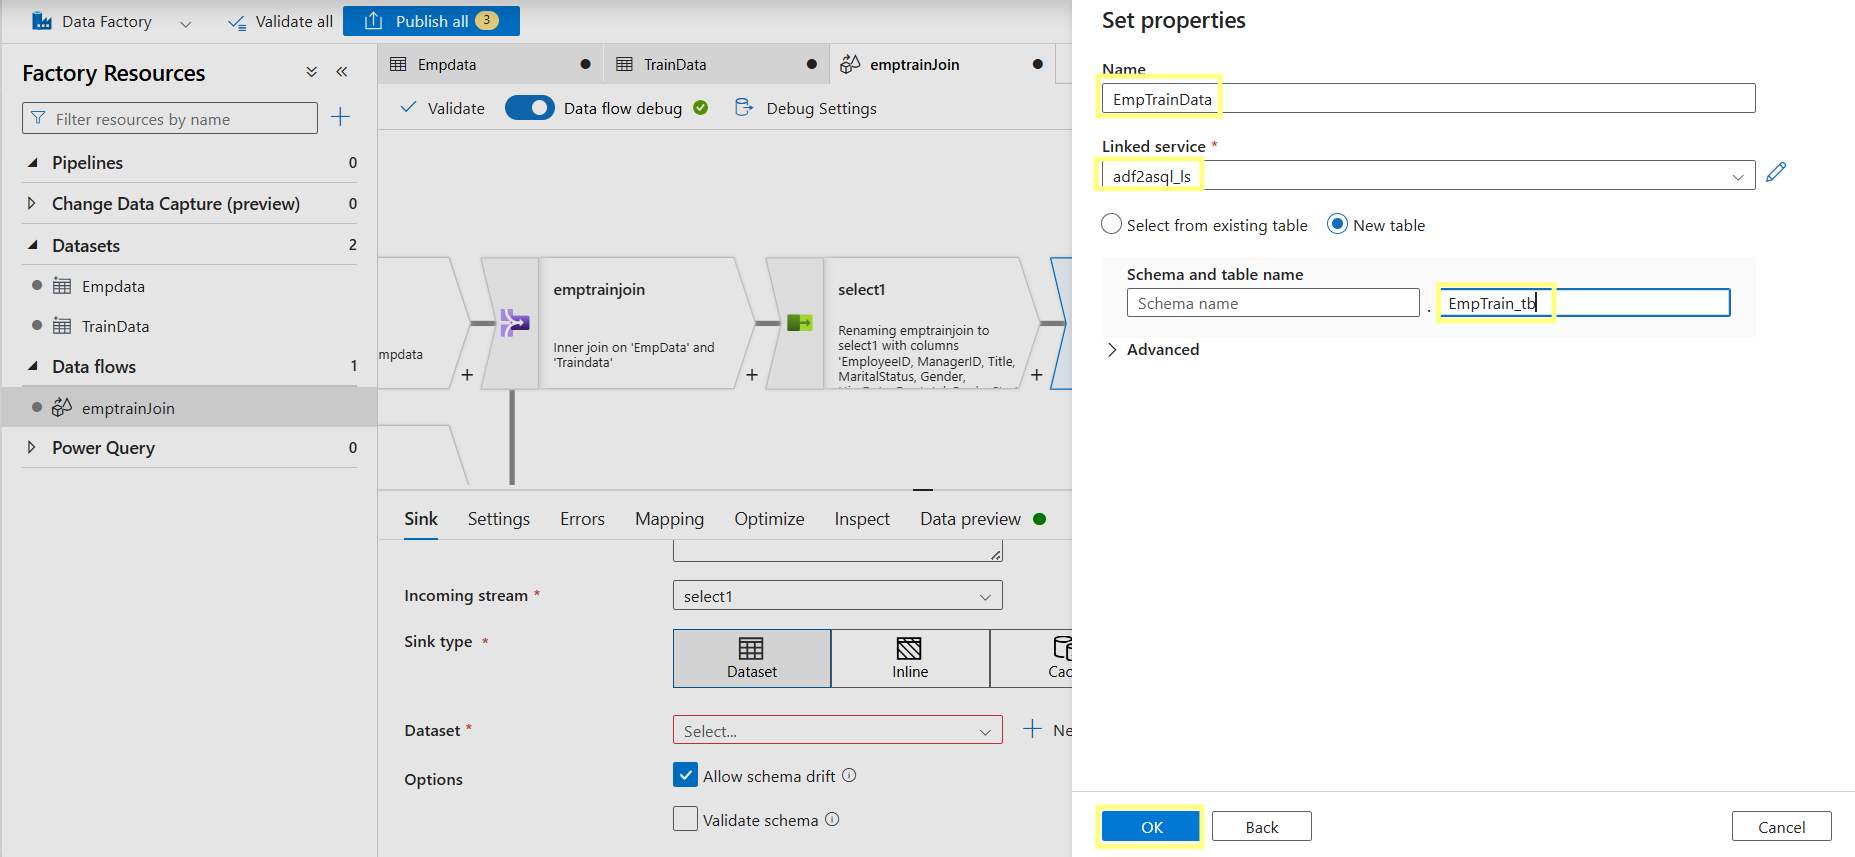 Data Factory
Validate all
Publish all 3
Factory Resources
Filter resources by name
Pipelines 0
Change Data Capture (preview) 0
Datasets 2
Empdata
TrainData
Data flows 1
emptrainJoin
Power Query 0
Empdata
TrainData
emptrainJoin
Validate
Data flow debug
Debug Settings
mpdata
emptrainjoin
Inner join on 'EmpData' and
'Traindata'
select1
Renaming emptrainjoin to
select1 with columns
'EmployeeID, ManagerID, Title,
MaritalStatus, Gender,
Sink Settings Errors Mapping Optimize Inspect Data preview
Incoming stream *
select1
Sink type *
Dataset
Inline
Cac
Dataset *
Select...
Ne
Options
Allow schema drift
Validate schema
Set properties
Name
EmpTrainData
Linked service *
adf2asql_ls
Select from existing table
New table
Schema and table name
Schema name . EmpTrain_tb
Advanced
OK
Back
Cancel